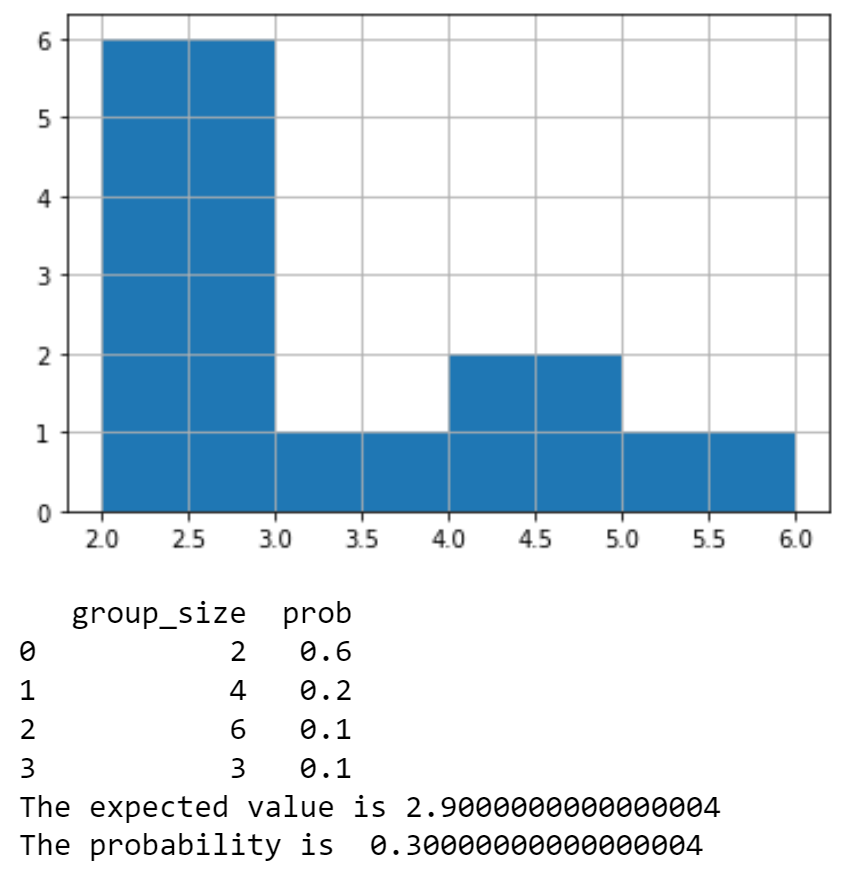 6
5
4
3
2
1
0
2.0 2.5 3.0 3.5 4.0 4.5 5.0 5.5 6.0
group_size prob
0 2 0.6
1 4 0.2
2 6 0.1
3 3 0.1
The expected value is 2.9000000000000004
The probability is 0.30000000000000004